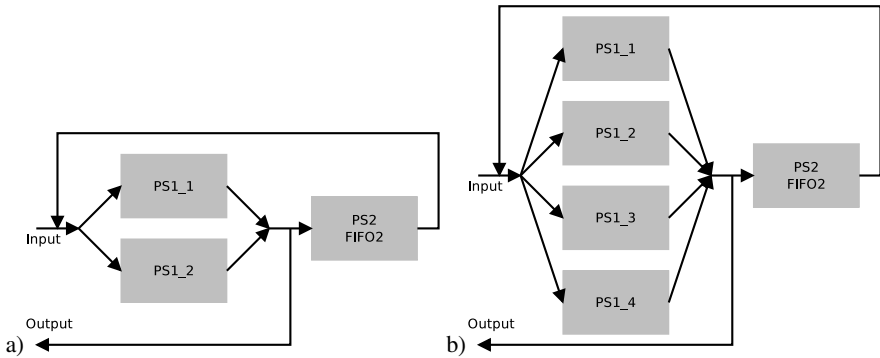 PS1_1
PS1_2
PS2
FIFO2
Input
Output
a)
PS1_1
PS1_2
PS1_3
PS1_4
PS2
FIFO2
Input
Output
b)